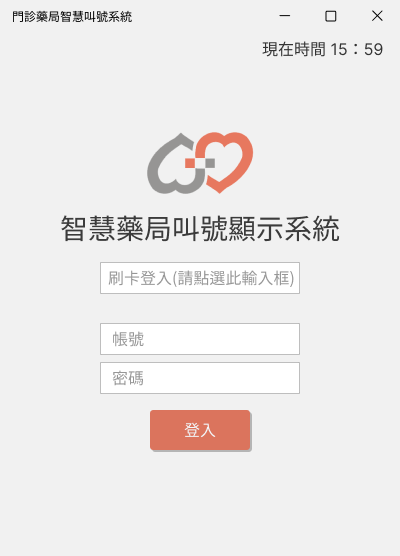 門診藥局智慧叫號系統
現在時間 15：59
智慧藥局叫號顯示系統
刷卡登入(請點選此輸入框)
帳號
密碼
登入